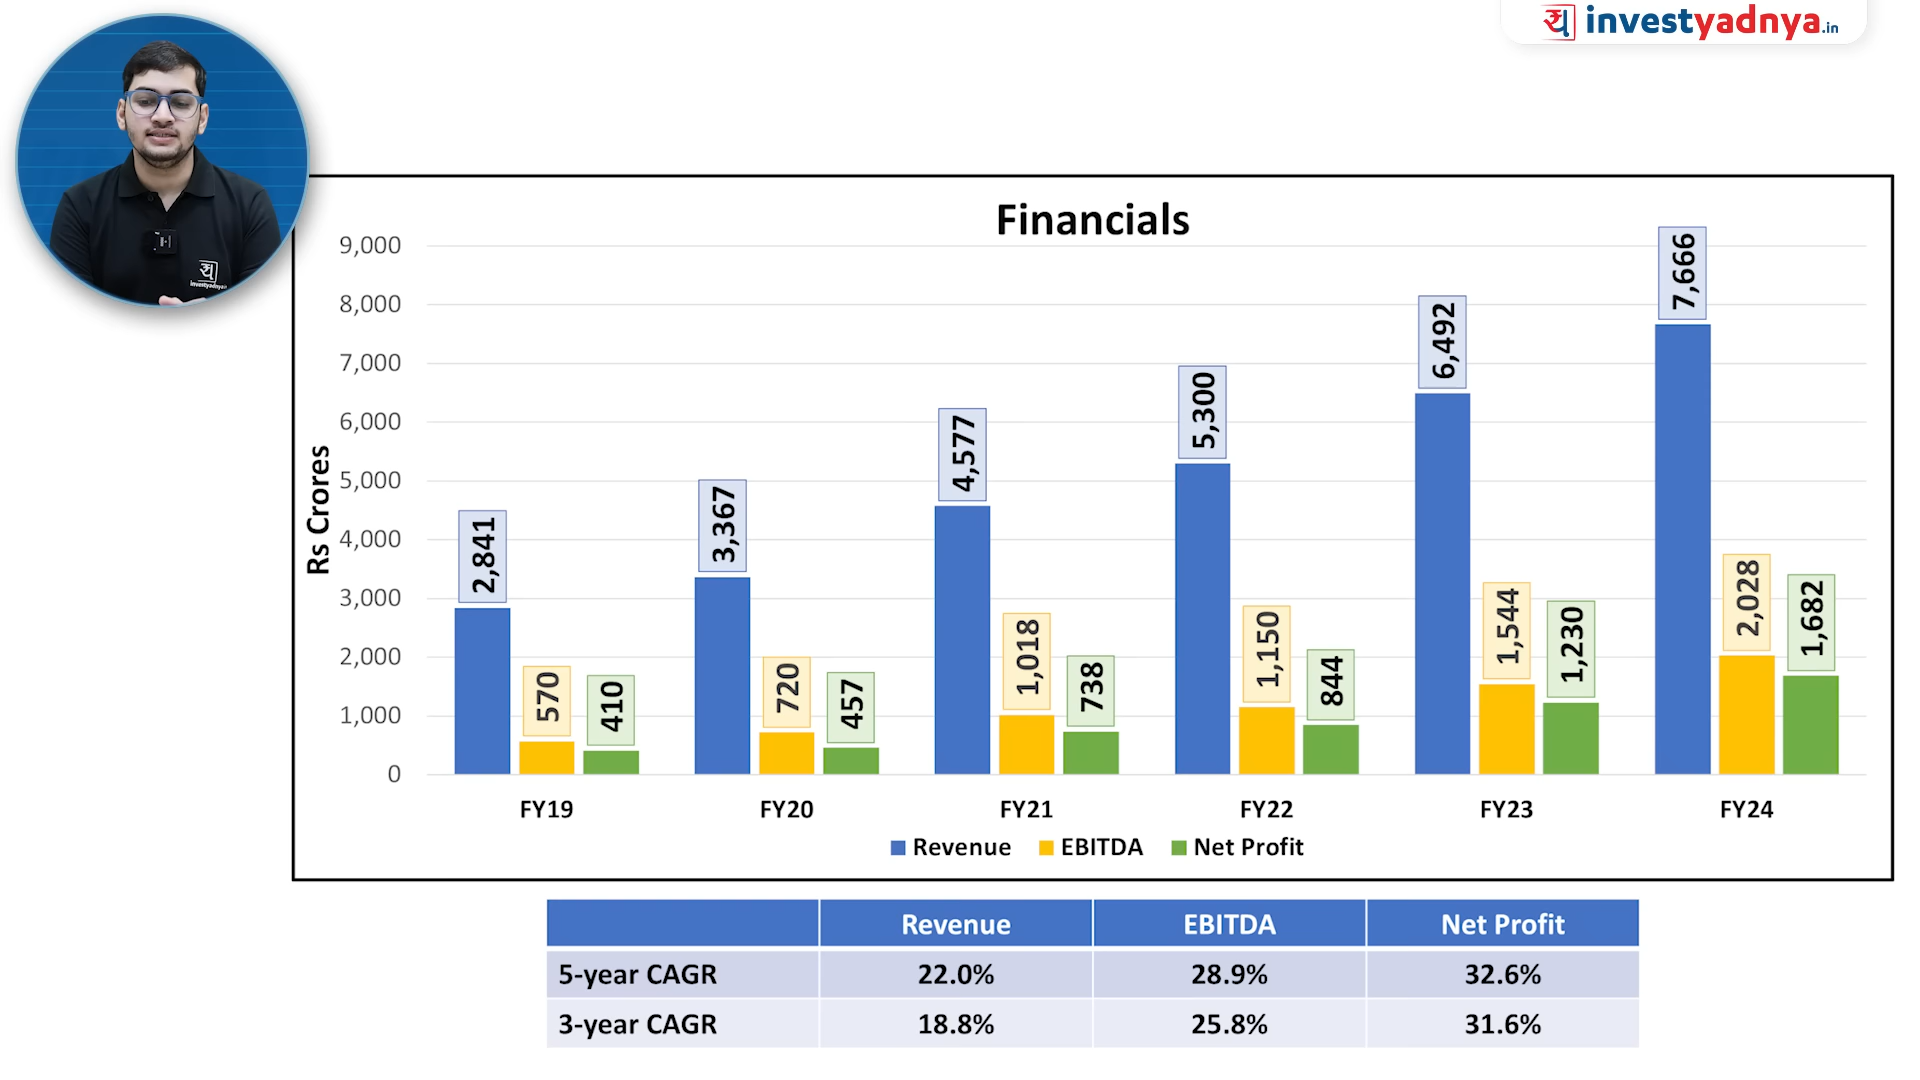 investyadnya.in
investyadnya.in
Financials
Rs Crores
9,000
8,000
7,000
6,000
5,000
4,000
3,000
2,000
1,000
0
2,841 570 410
3,367 720 457
4,577 1,018 738
5,300 1,150 844
6,492 1,544 1,230
7,666 2,028 1,682
FY19 FY20 FY21 FY22 FY23 FY24
Revenue EBITDA Net Profit
Revenue EBITDA Net Profit
5-year CAGR 22.0% 28.9% 32.6%
3-year CAGR 18.8% 25.8% 31.6%